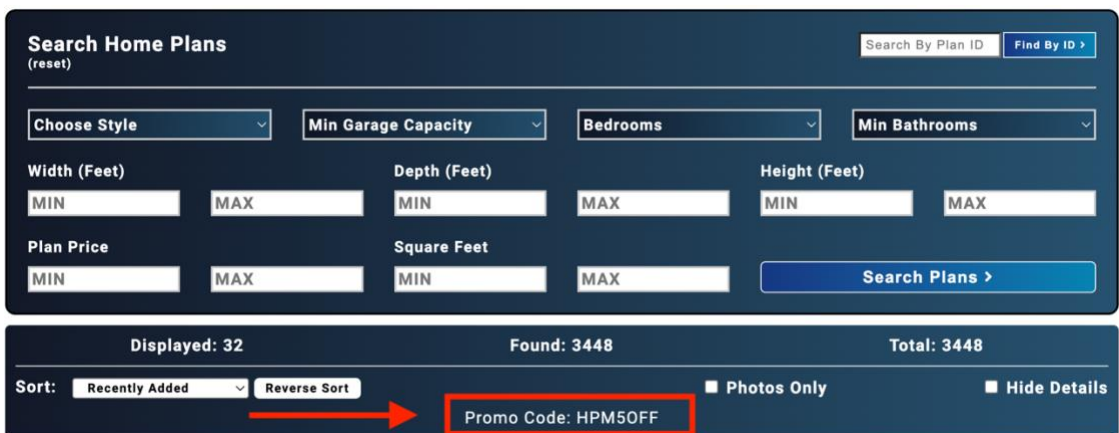 Search Home Plans
(reset)
Search By Plan ID
Find By ID >
Choose Style
Min Garage Capacity
Bedrooms
Min Bathrooms
Width (Feet)
Depth (Feet)
Height (Feet)
MIN MAX MIN MAX MIN MAX
Plan Price
Square Feet
MIN MAX MIN MAX
Search Plans >
Displayed: 32
Found: 3448
Total: 3448
Sort: Recently Added Reverse Sort
Photos Only
Hide Details
Promo Code: HPM5OFF